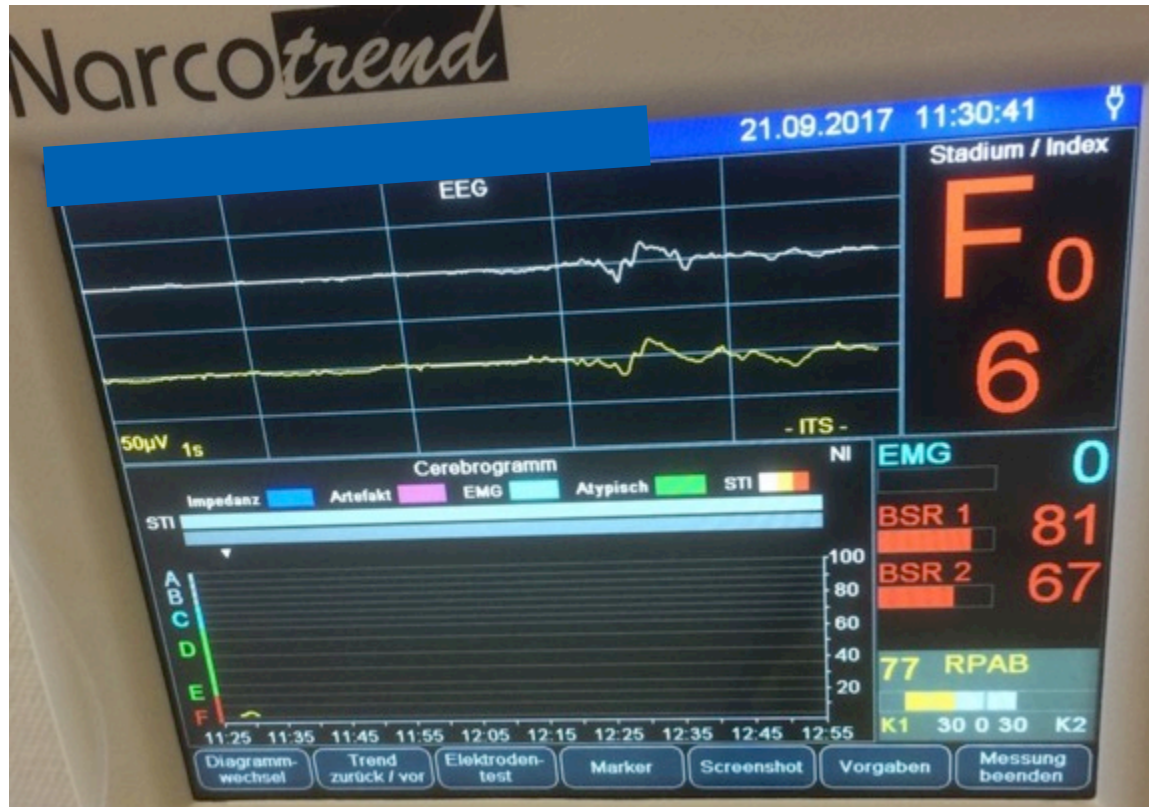 Narcotrend
21.09.2017 11:30:41
EEG
Stadium / Index
F 0
6
50µV 1s
- ITS -
Cerebrogramm
NI
Impedanz Artefakt EMG Atypisch STI
STI
EMG 0
BSR 1 81
BSR 2 67
A
B
C
D
E
F
100
80
60
40
20
11:25 11:35 11:45 11:55 12:05 12:15 12:25 12:35 12:45 12:55
77 RPAB
K1 30 0 30 K2
Diagramm-
wechsel
Trend
zurück / vor
Elektroden-
test
Marker
Screenshot
Vorgaben
Messung
beenden